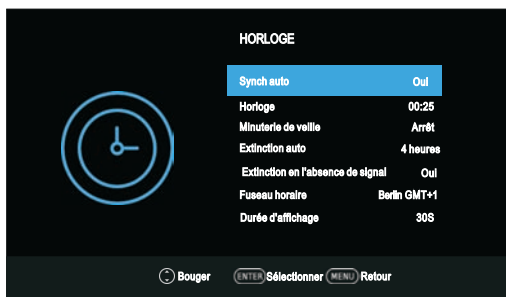 HORLOGE
Synch auto Oui
Horloge 00:25
Minuterie de veille Arrêt
Extinction auto 4 heures
Extinction en l'absence de signal Oui
Fuseau horaire Berlin GMT+1
Durée d'affichage 30S
Bouger ENTER Sélectionner MENU Retour